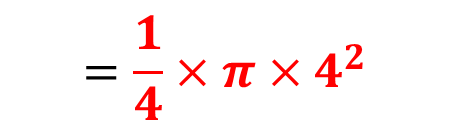 = 1/4 × π × 4²